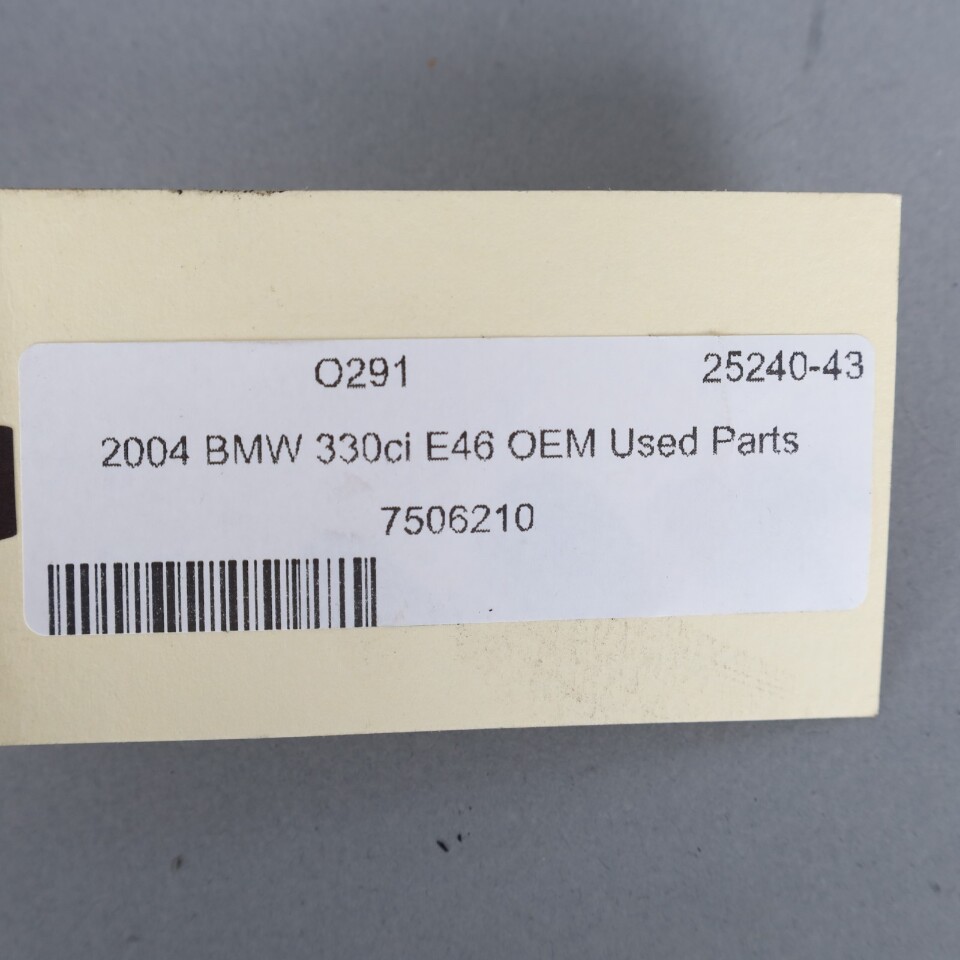 O291 25240-43
2004 BMW 330ci E46 OEM Used Parts
7506210